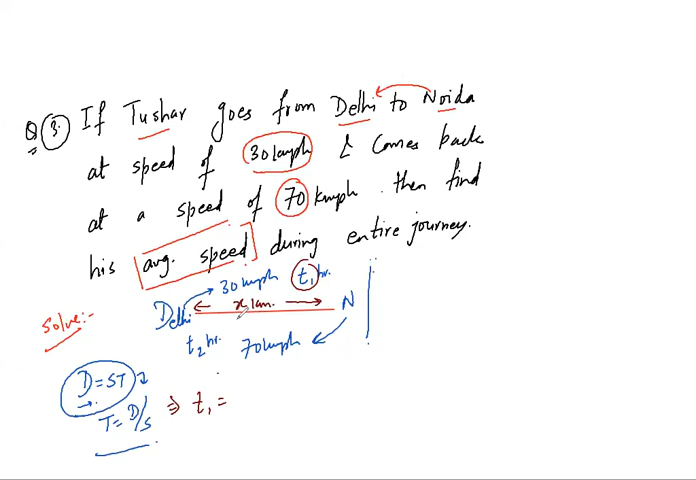 Q 3. If Tushar goes from Delhi to Noida
at speed of 30 kmph & comes back
at a speed of 70 kmph. then find
his avg. speed during entire journey.
30 kmph t₁ hr.
Solve:- Delhi x km. N
t₂ hr. 70 kmph
D = ST
T = D/S ⇒ t₁ =